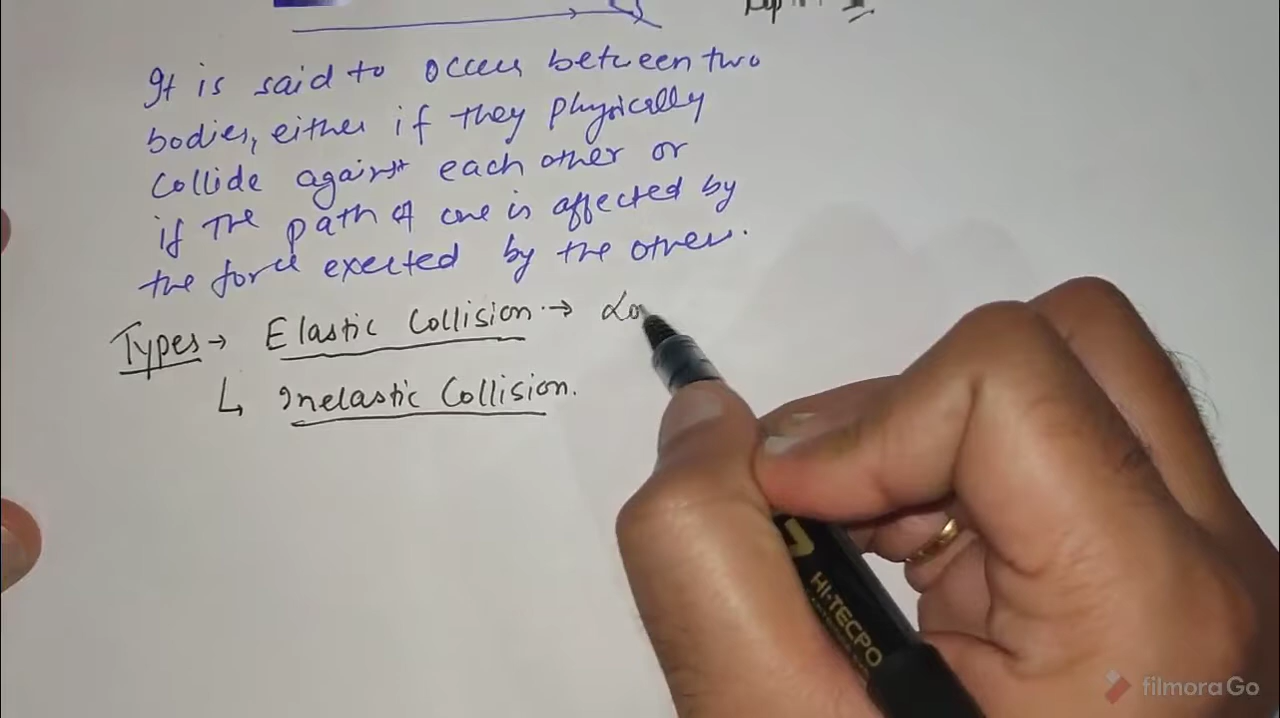 It is said to occur between two
bodies, either if they physically
collide against each other or
if the path of one is affected by
the force exerted by the other.
Types → Elastic Collision. → Lo
↳ Inelastic Collision.
HI-TECPO
filmoraGo